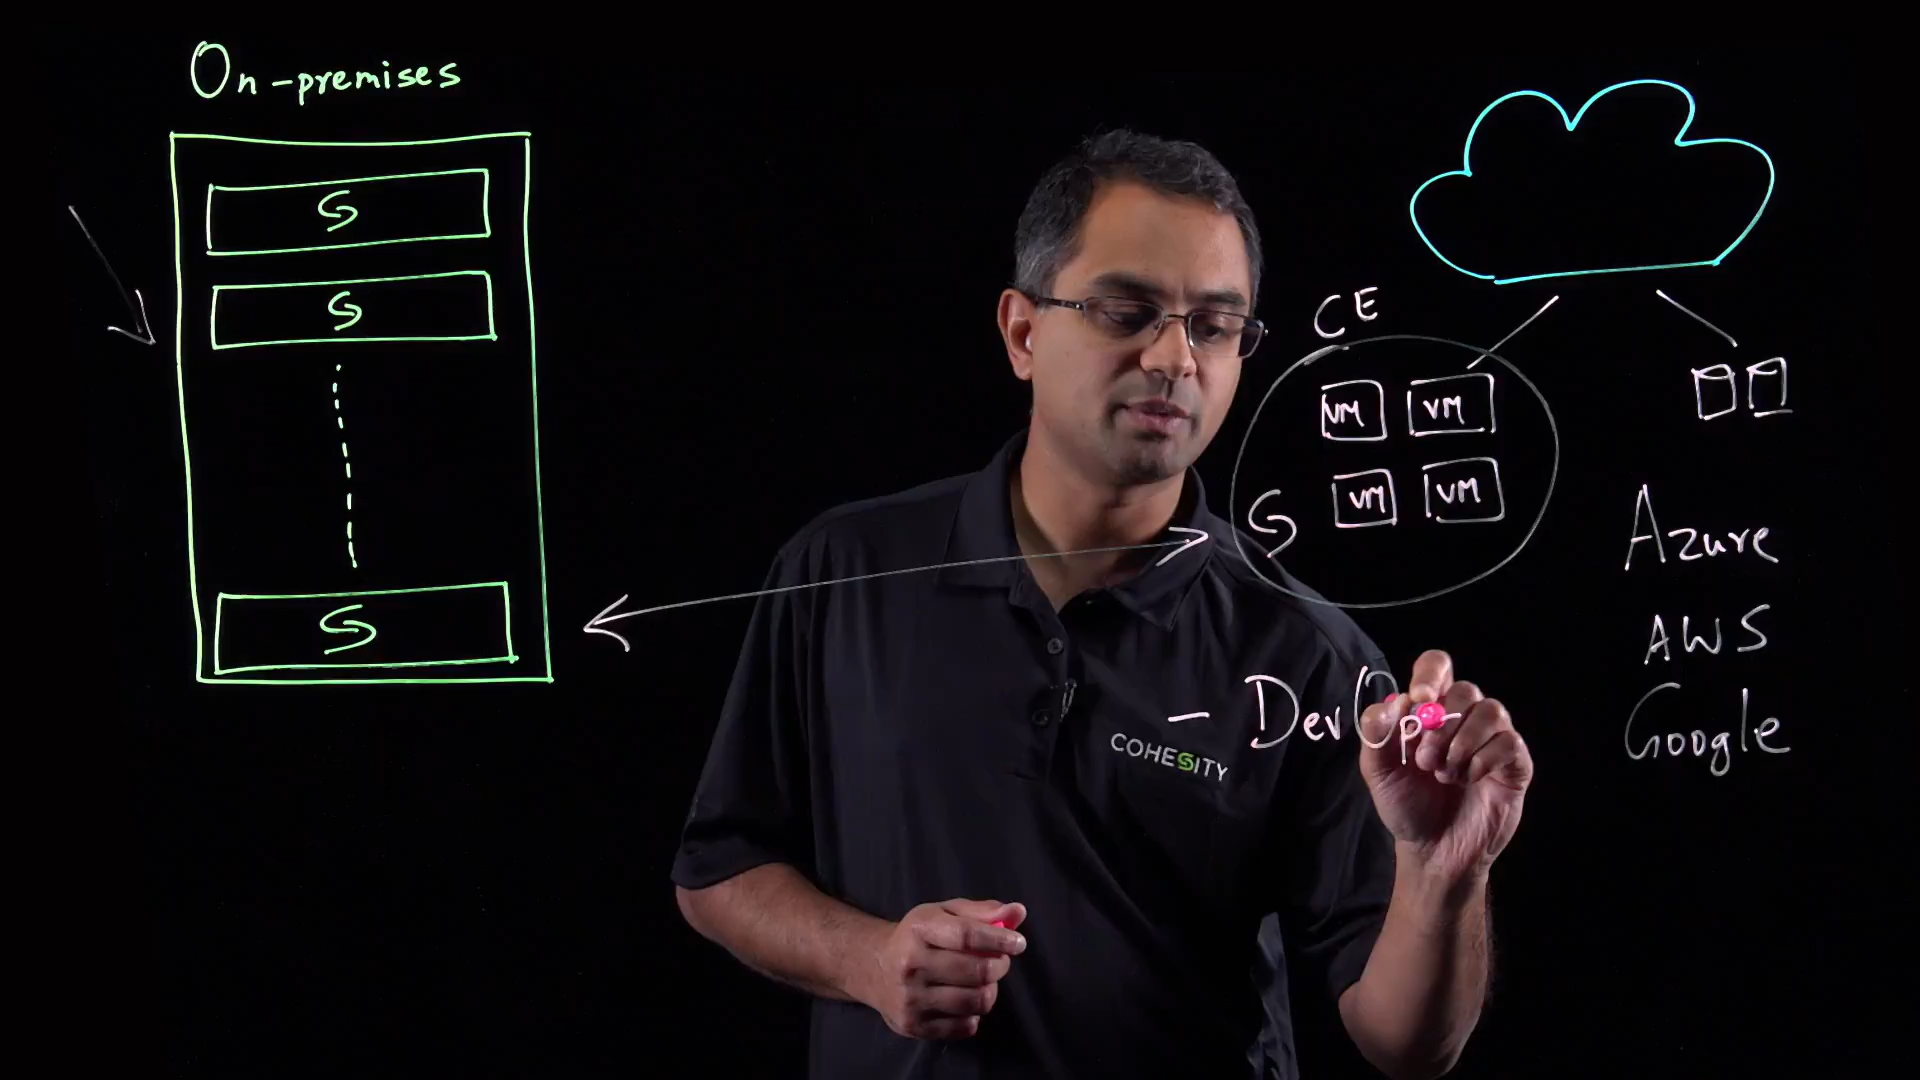 On-premises
S
S
S
CE
VM VM
VM VM
S
Azure
AWS
Google
- DevOp
COHESITY